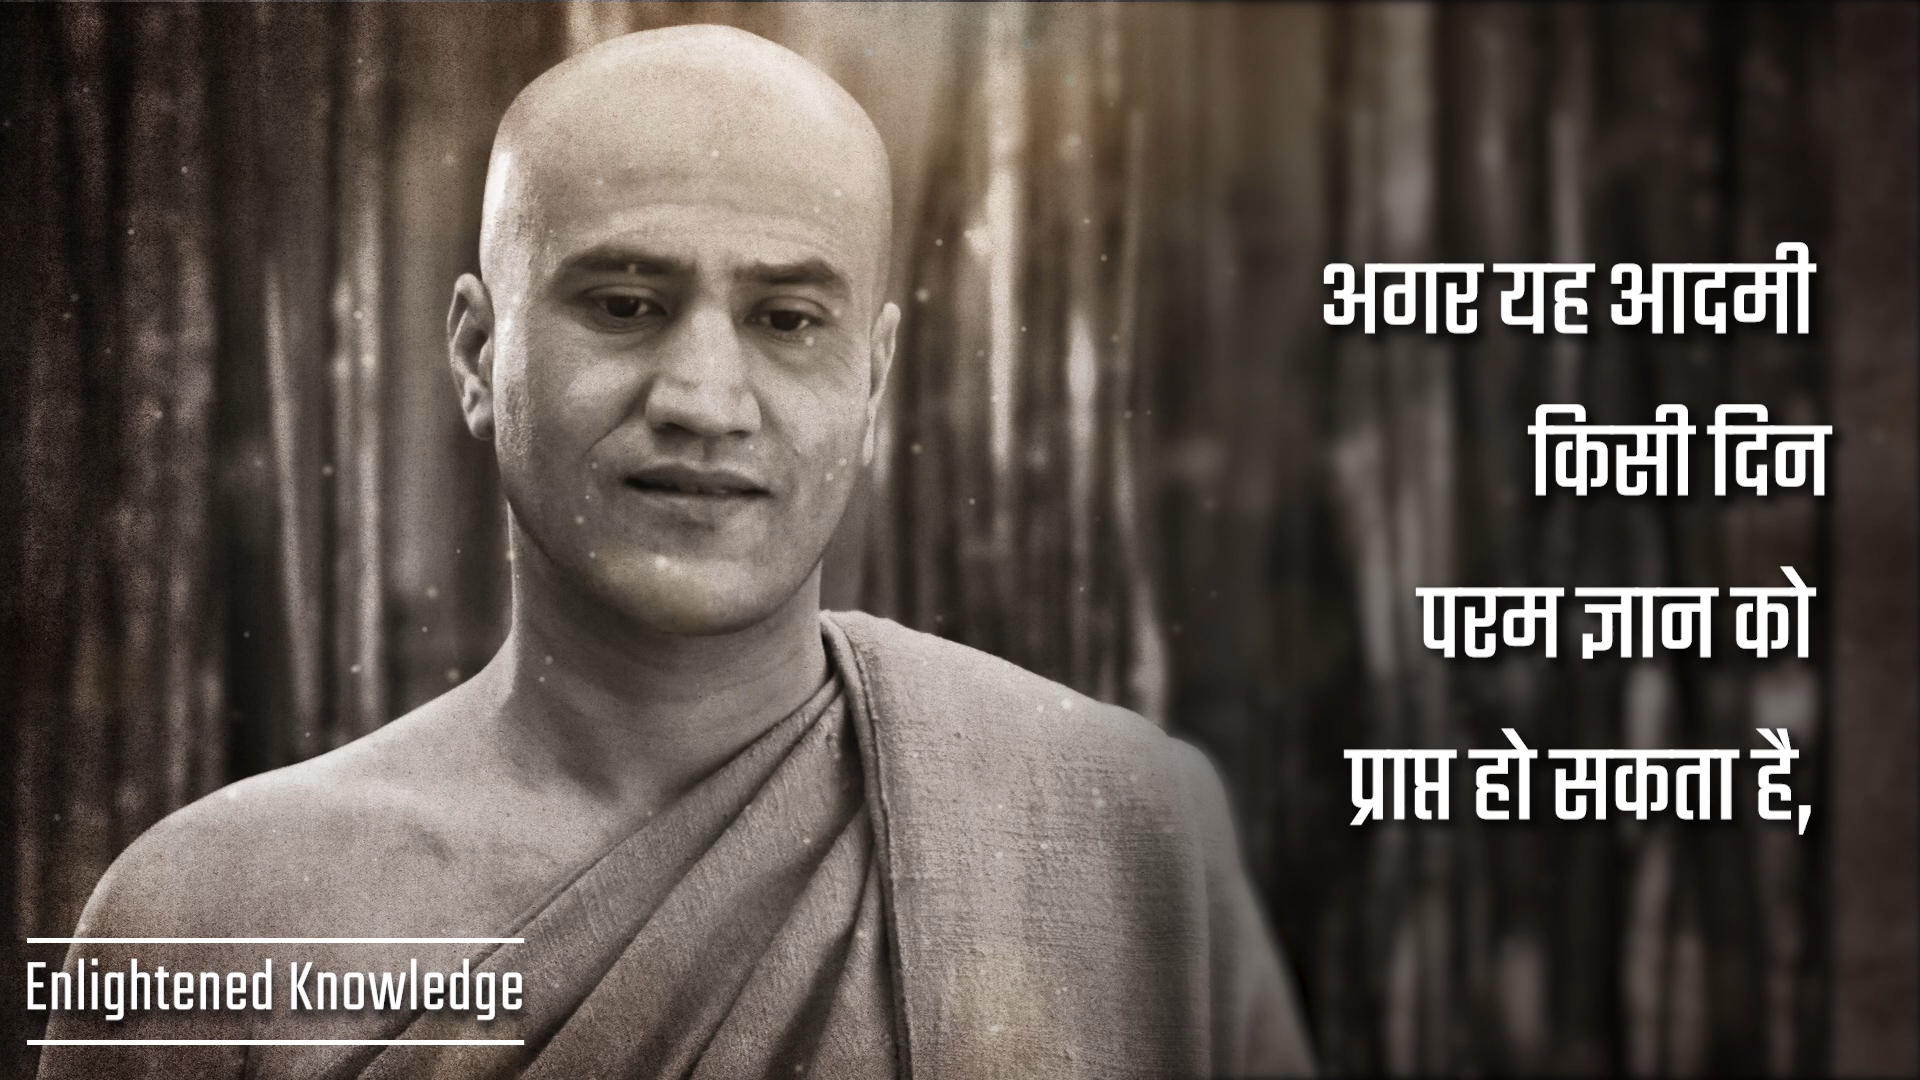 अगर यह आदमी
किसी दिन
परम ज्ञान को
प्राप्त हो सकता है,
Enlightened Knowledge